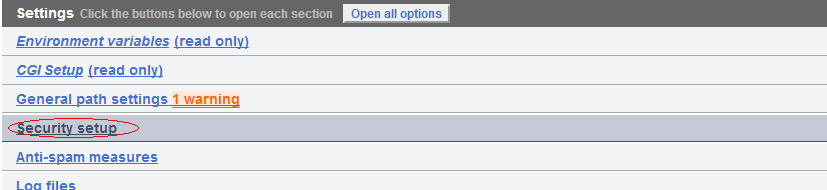 Settings Click the buttons below to open each section Open all options
Environment variables (read only)
CGI Setup (read only)
General path settings 1 warning
Security setup
Anti-spam measures
Log files